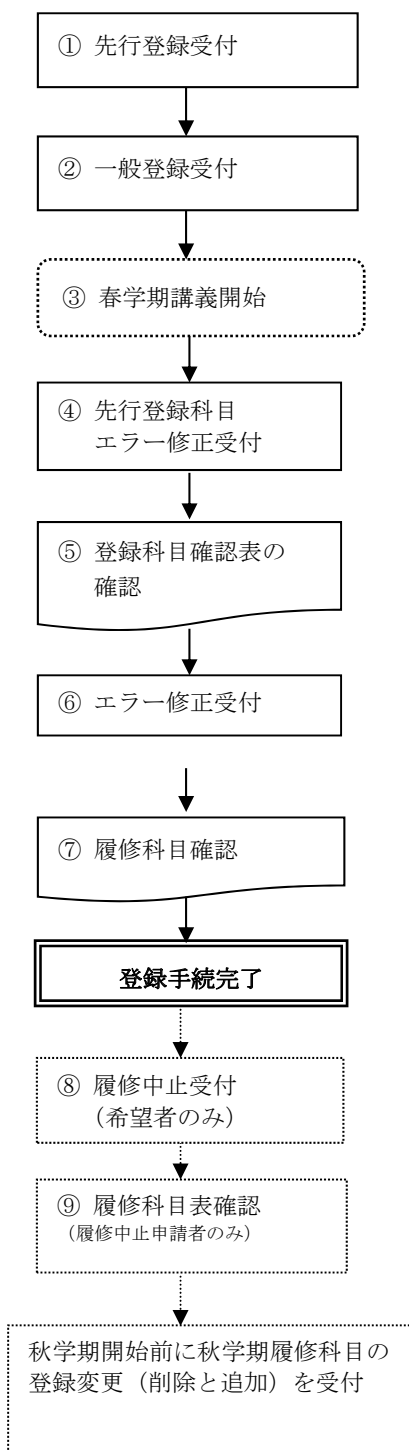 ① 先行登録受付
② 一般登録受付
③ 春学期講義開始
④ 先行登録科目
エラー修正受付
⑤ 登録科目確認表の
確認
⑥ エラー修正受付
⑦ 履修科目確認
登録手続完了
⑧ 履修中止受付
（希望者のみ）
⑨ 履修科目表確認
（履修中止申請者のみ）
秋学期開始前に秋学期履修科目の
登録変更（削除と追加）を受付